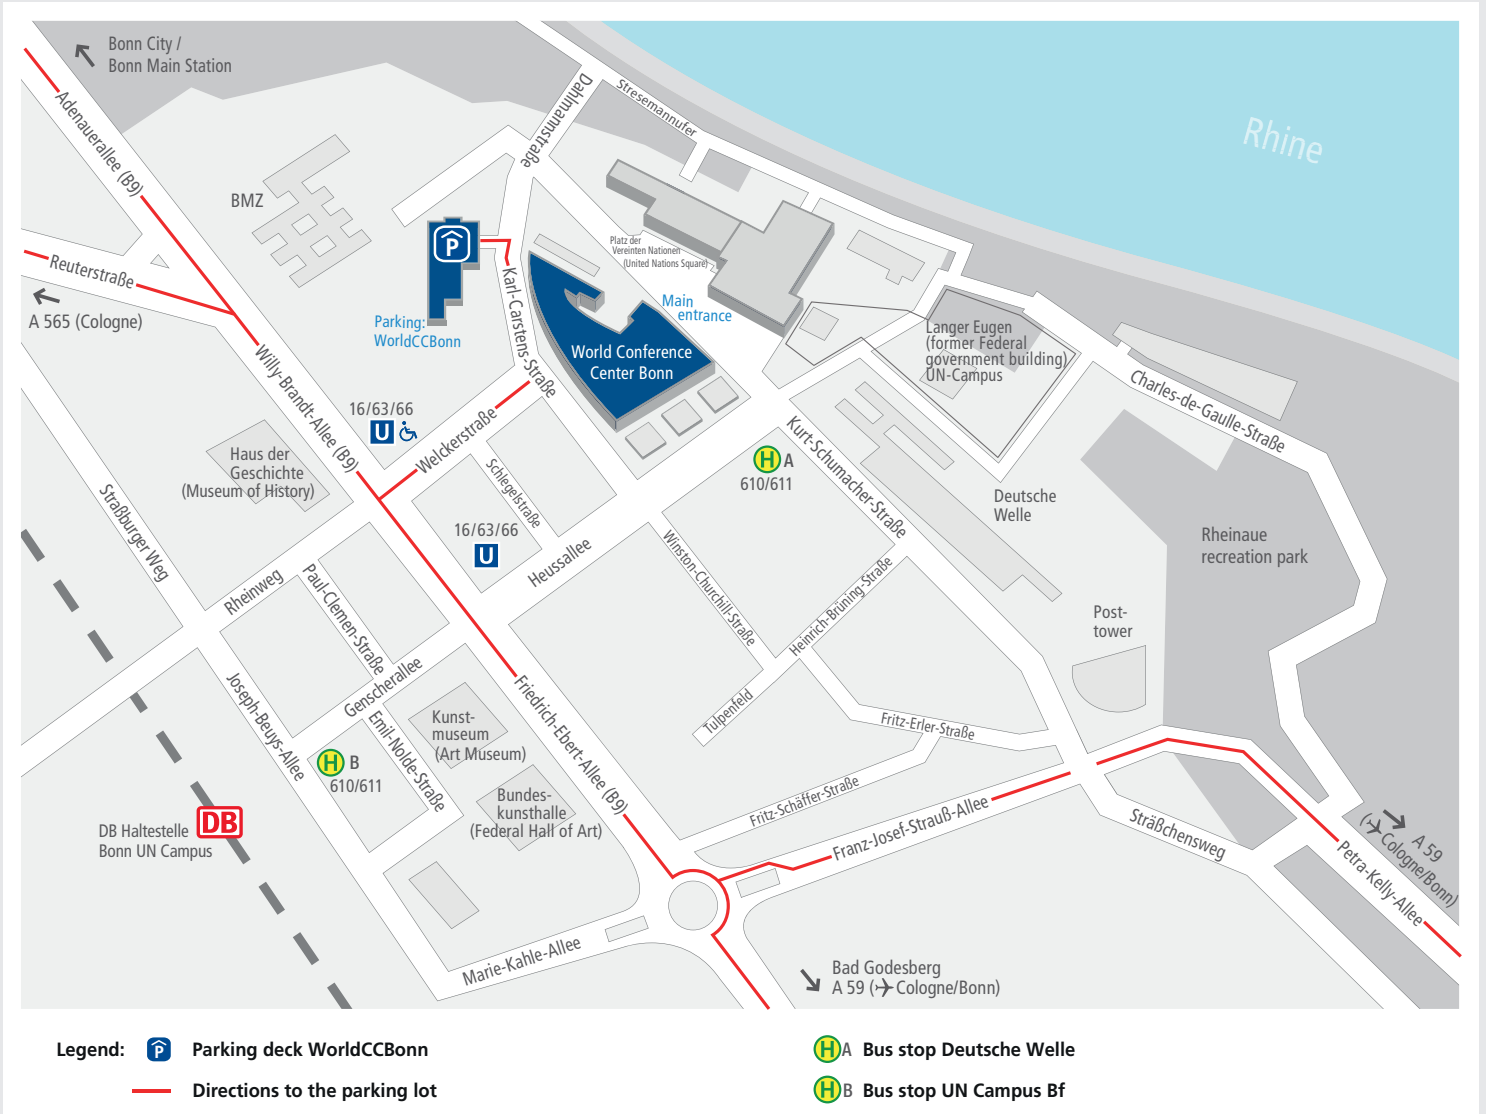 Bonn City /
Bonn Main Station
Adenauerallee (B9)
Dahlmannstraße
Stresemannufer
Rhine
BMZ
Reuterstraße
A 565 (Cologne)
P
Parking:
WorldCCBonn
Karl-Carstens-Straße
Platz der
Vereinten Nationen
(United Nations Square)
Main
entrance
World Conference
Center Bonn
Langer Eugen
(former Federal
government building)
UN-Campus
Charles-de-Gaulle-Straße
Willy-Brandt-Allee (B9)
16/63/66
U
Welckerstraße
Schlegelstraße
Haus der
Geschichte
(Museum of History)
Straßburger Weg
16/63/66
U
Heussallee
H A
610/611
Kurt-Schumacher-Straße
Deutsche
Welle
Rheinaue
recreation park
Post-
tower
Winston-Churchill-Straße
Heinrich-Brüning-Straße
Tulpenfeld
Fritz-Erler-Straße
Fritz-Schäffer-Straße
Franz-Josef-Strauß-Allee
Sträßchensweg
Petra-Kelly-Allee
A 59
(Cologne/Bonn)
Rheinweg
Paul-Clemen-Straße
Genscherallee
Joseph-Beuys-Allee
Emil-Nolde-Straße
Kunst-
museum
(Art Museum)
Friedrich-Ebert-Allee (B9)
H B
610/611
Bundes-
kunsthalle
(Federal Hall of Art)
DB
DB Haltestelle
Bonn UN Campus
Marie-Kahle-Allee
Bad Godesberg
A 59 (Cologne/Bonn)
Legend:
P Parking deck WorldCCBonn
Directions to the parking lot
H A Bus stop Deutsche Welle
H B Bus stop UN Campus Bf